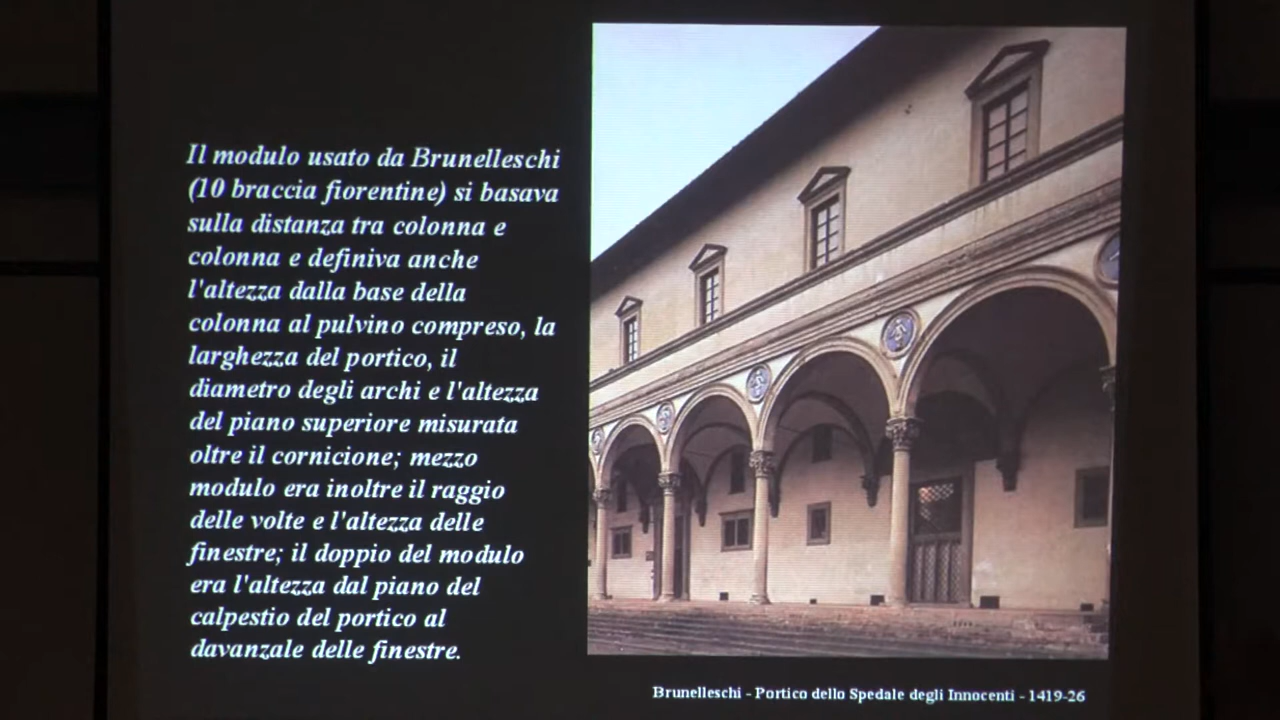 Il modulo usato da Brunelleschi
(10 braccia fiorentine) si basava
sulla distanza tra colonna e
colonna e definiva anche
l'altezza dalla base della
colonna al pulvino compreso, la
larghezza del portico, il
diametro degli archi e l'altezza
del piano superiore misurata
oltre il cornicione; mezzo
modulo era inoltre il raggio
delle volte e l'altezza delle
finestre; il doppio del modulo
era l'altezza dal piano del
calpestio del portico al
davanzale delle finestre.
Brunelleschi - Portico dello Spedale degli Innocenti - 1419-26